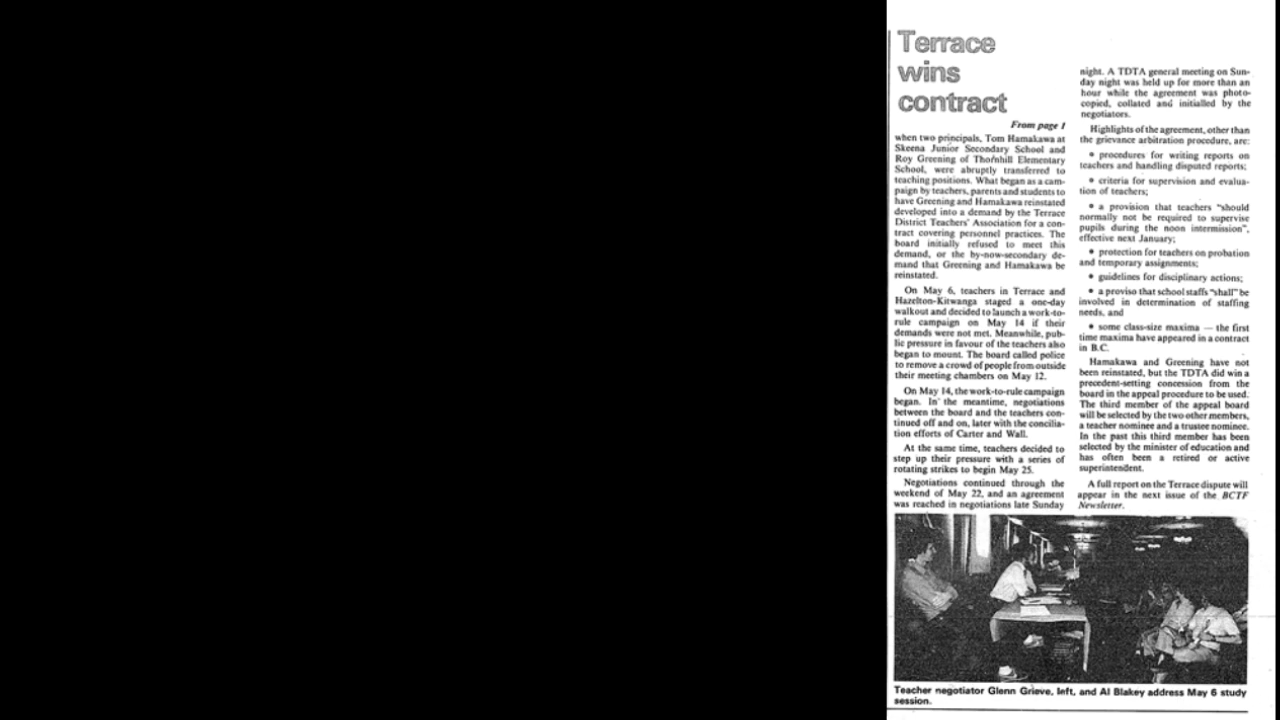 Terrace
wins
contract
From page 1
when two principals, Tom Hamakawa at
Skeena Junior Secondary School and
Roy Greening of Thornhill Elementary
School, were abruptly transferred to
teaching positions. What began as a cam-
paign by teachers, parents and students to
have Greening and Hamakawa reinstated
developed into a demand by the Terrace
District Teachers' Association for a con-
tract covering personnel practices. The
board initially refused to meet this
demand, or the by-now-secondary de-
mand that Greening and Hamakawa be
reinstated.
On May 6, teachers in Terrace and
Hazelton-Kitwanga staged a one-day
walkout and decided to launch a work-to-
rule campaign on May 14 if their
demands were not met. Meanwhile, pub-
lic pressure in favour of the teachers also
began to mount. The board called police
to remove a crowd of people from outside
their meeting chambers on May 12.
On May 14, the work-to-rule campaign
began. In the meantime, negotiations
between the board and the teachers con-
tinued off and on, later with the concilia-
tion efforts of Carter and Wall.
At the same time, teachers decided to
step up their pressure with a series of
rotating strikes to begin May 25.
Negotiations continued through the
weekend of May 22, and an agreement
was reached in negotiations late Sunday
night. A TDTA general meeting on Sun-
day night was held up for more than an
hour while the agreement was photo-
copied, collated and initialled by the
negotiators.
Highlights of the agreement, other than
the grievance arbitration procedure, are:
• procedures for writing reports on
teachers and handling disputed reports;
• criteria for supervision and evalua-
tion of teachers;
• a provision that teachers "should
normally not be required to supervise
pupils during the noon intermission",
effective next January;
• protection for teachers on probation
and temporary assignments;
• guidelines for disciplinary actions;
• a proviso that school staffs "shall" be
involved in determination of staffing
needs, and
• some class-size maxima — the first
time maxima have appeared in a contract
in B.C.
Hamakawa and Greening have not
been reinstated, but the TDTA did win a
precedent-setting concession from the
board in the appeal procedure to be used.
The third member of the appeal board
will be selected by the two other members,
a teacher nominee and a trustee nominee.
In the past this third member has been
selected by the minister of education and
has often been a retired or active
superintendent.
A full report on the Terrace dispute will
appear in the next issue of the BCTF
Newsletter.
Teacher negotiator Glenn Grieve, left, and Al Blakey address May 6 study
session.